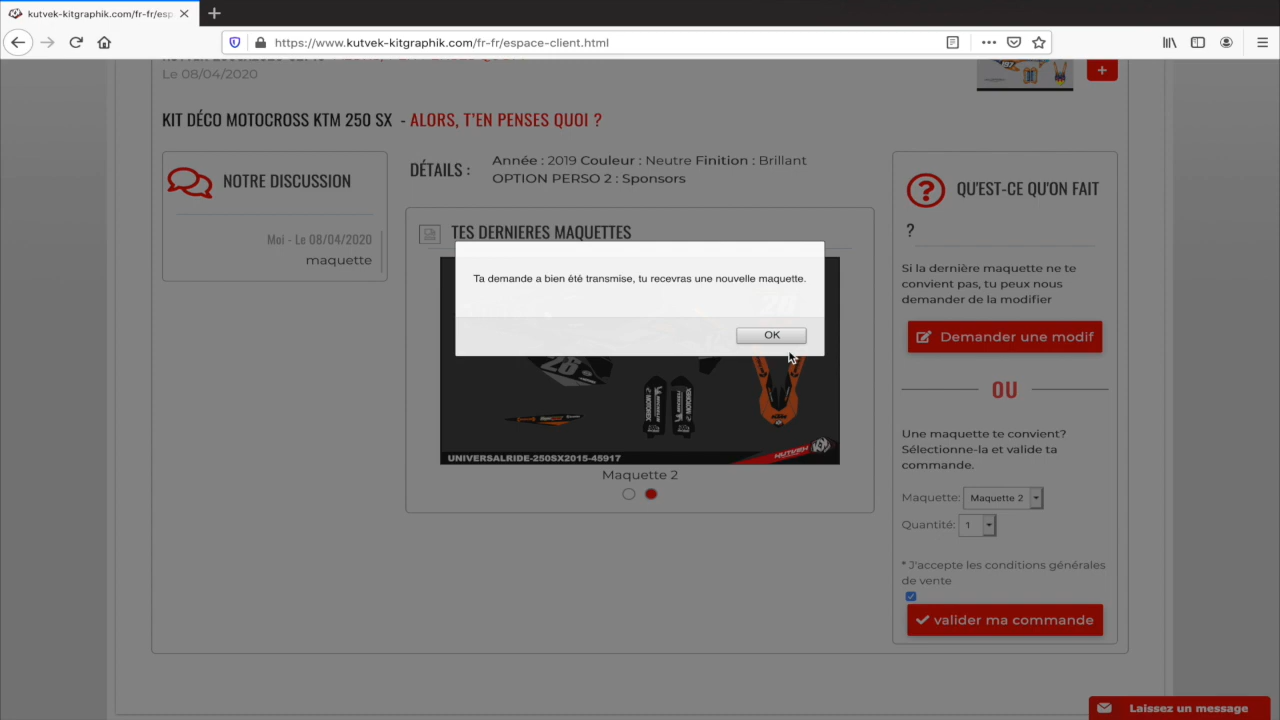 kutvek-kitgraphik.com/fr-fr/esp
https://www.kutvek-kitgraphik.com/fr-fr/espace-client.html
Le 08/04/2020
KIT DÉCO MOTOCROSS KTM 250 SX - ALORS, T'EN PENSES QUOI ?
NOTRE DISCUSSION
Moi - Le 08/04/2020
maquette
DÉTAILS :
Année : 2019 Couleur : Neutre Finition : Brillant
OPTION PERSO 2 : Sponsors
TES DERNIERES MAQUETTES
Ta demande a bien été transmise, tu recevras une nouvelle maquette.
OK
26
KTM
UNIVERSALRIDE-250SX2015-45917
KUTVEK
Maquette 2
QU'EST-CE QU'ON FAIT
?
Si la dernière maquette ne te
convient pas, tu peux nous
demander de la modifier
Demander une modif
OU
Une maquette te convient?
Sélectionne-la et valide ta
commande.
Maquette: Maquette 2
Quantité: 1
* J'accepte les conditions générales
de vente
valider ma commande
Laissez un message